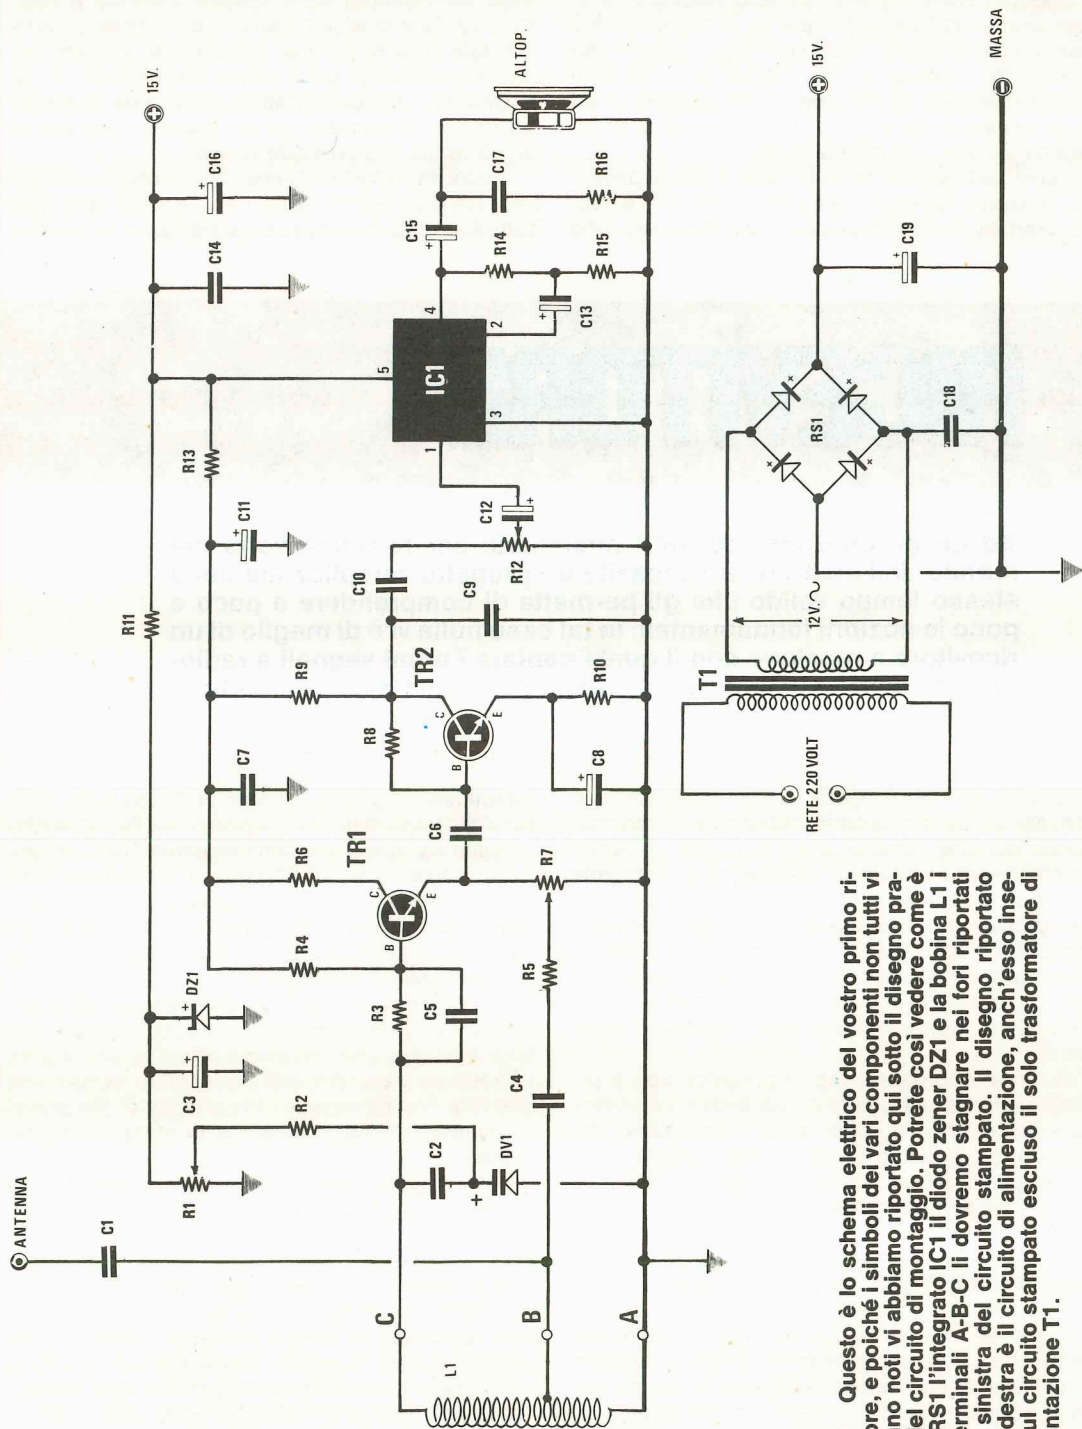 ANTENNA
C1
R1
C3
DZ1
R2
R11
15V.
C14
C16
C
B
A
L1
C2
DV1
+
C4
R3
C5
R4
R6
TR1
B
C
E
R5
R7
C6
C7
R8
R9
TR2
B
C
E
C8
R10
C9
C10
R13
C11
R12
C12
IC1
1
2
3
4
5
C13
R14
R15
C15
C17
R16
ALTOP.
RETE 220 VOLT
T1
12V
RS1
C18
C19
15V.
MASSA
Questo è lo schema elettrico del vostro primo ri-
ore, e poiché i simboli dei vari componenti non tutti vi
no noti vi abbiamo riportato qui sotto il disegno pra-
el circuito di montaggio. Potrete così vedere come è
RS1 l'integrato IC1 il diodo zener DZ1 e la bobina L1 i
erminali A-B-C li dovremo stagnare nei fori riportati
sinistra del circuito stampato. Il disegno riportato
destra è il circuito di alimentazione, anch'esso inse-
ul circuito stampato escluso il solo trasformatore di
ntazione T1.